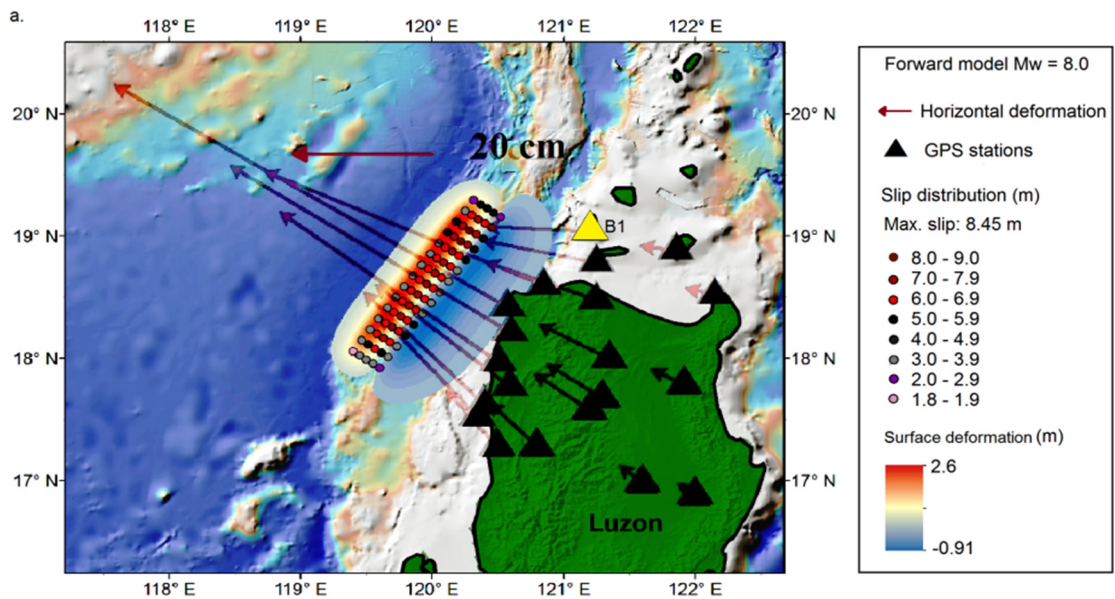 a.
118° E 119° E 120° E 121° E 122° E
20° N 20° N
20 cm
B1
19° N 19° N
18° N 18° N
17° N 17° N
Luzon
118° E 119° E 120° E 121° E 122° E
Forward model Mw = 8.0
Horizontal deformation
GPS stations
Slip distribution (m)
Max. slip: 8.45 m
8.0 - 9.0
7.0 - 7.9
6.0 - 6.9
5.0 - 5.9
4.0 - 4.9
3.0 - 3.9
2.0 - 2.9
1.8 - 1.9
Surface deformation (m)
2.6
-
-0.91